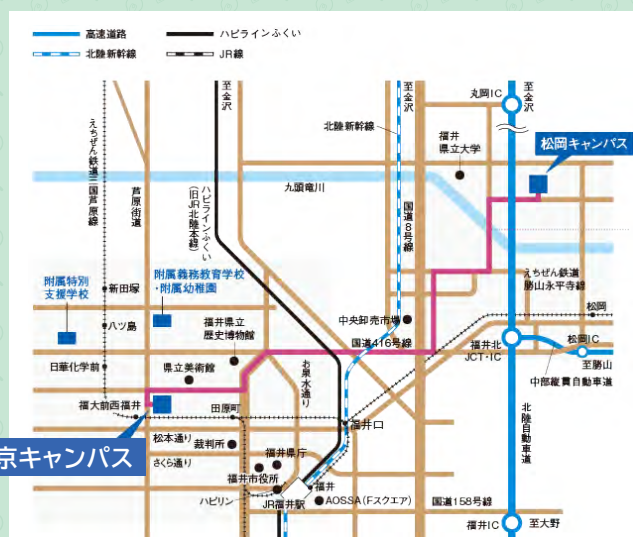 高速道路
ハピラインふくい
北陸新幹線
JR線
至金沢
至金沢
至金沢
丸岡IC
北陸新幹線
福井
県立大学
松岡キャンパス
えちぜん鉄道三国芦原線
芦原街道
ハピラインふくい
(旧JR北陸本線)
九頭竜川
国道8号線
えちぜん鉄道
勝山永平寺線
附属特別
支援学校
新田塚
附属義務教育学校
・附属幼稚園
松岡
八ツ島
福井県立
歴史博物館
中央卸売市場
国道416号線
福井北
JCT・IC
松岡IC
至勝山
日華化学前
県立美術館
お泉水通り
中部縦貫自動車道
福大前西福井
田原町
福井口
北陸自動車道
松本通り
裁判所
京キャンパス
さくら通り
福井県庁
福井市役所
福井
ハピリン
JR福井駅
AOSSA(Fスクエア)
国道158号線
福井IC
至大野